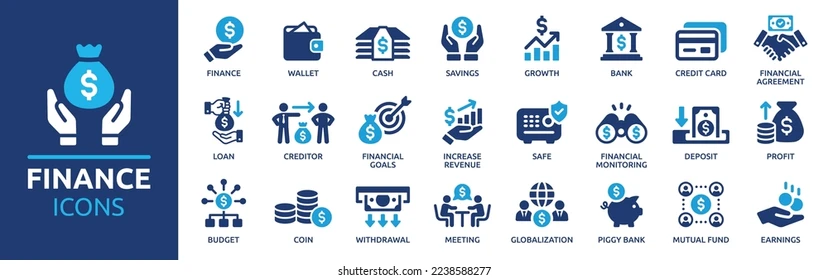 FINANCE
ICONS
FINANCE
WALLET
CASH
SAVINGS
GROWTH
BANK
CREDIT CARD
FINANCIAL
AGREEMENT
LOAN
CREDITOR
FINANCIAL
GOALS
INCREASE
REVENUE
SAFE
FINANCIAL
MONITORING
DEPOSIT
PROFIT
BUDGET
COIN
WITHDRAWAL
MEETING
GLOBALIZATION
PIGGY BANK
MUTUAL FUND
EARNINGS
shutterstock.com · 2238588277